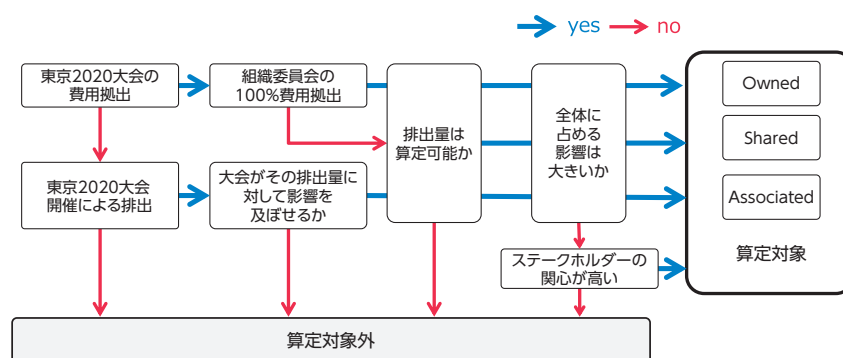 yes
no
東京2020大会の
費用拠出
組織委員会の
100%費用拠出
排出量は
算定可能か
全体に
占める
影響は
大きいか
Owned
Shared
Associated
算定対象
東京2020大会
開催による排出
大会がその排出量に
対して影響を
及ぼせるか
ステークホルダーの
関心が高い
算定対象外